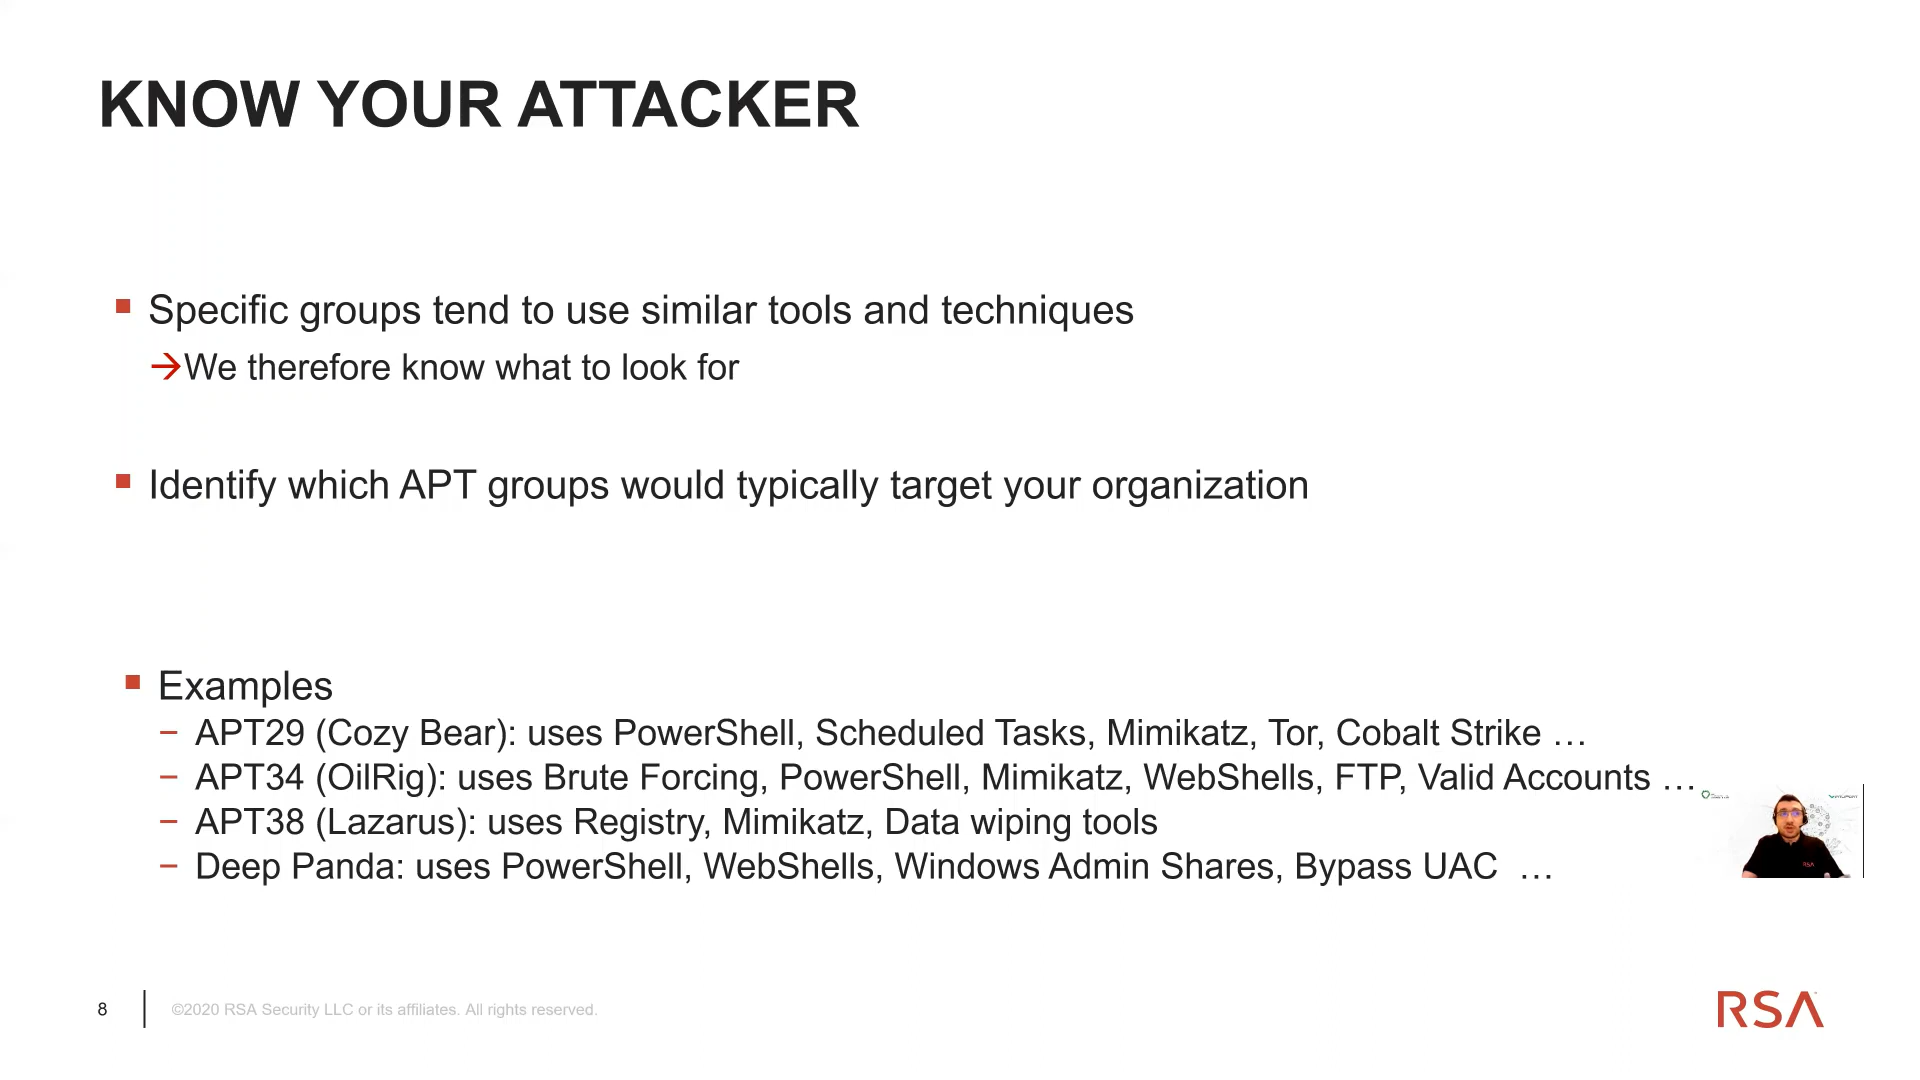 KNOW YOUR ATTACKER
▪ Specific groups tend to use similar tools and techniques
→We therefore know what to look for
▪ Identify which APT groups would typically target your organization
▪ Examples
− APT29 (Cozy Bear): uses PowerShell, Scheduled Tasks, Mimikatz, Tor, Cobalt Strike …
− APT34 (OilRig): uses Brute Forcing, PowerShell, Mimikatz, WebShells, FTP, Valid Accounts …
− APT38 (Lazarus): uses Registry, Mimikatz, Data wiping tools
− Deep Panda: uses PowerShell, WebShells, Windows Admin Shares, Bypass UAC …
RSA
8
©2020 RSA Security LLC or its affiliates. All rights reserved.
RSA